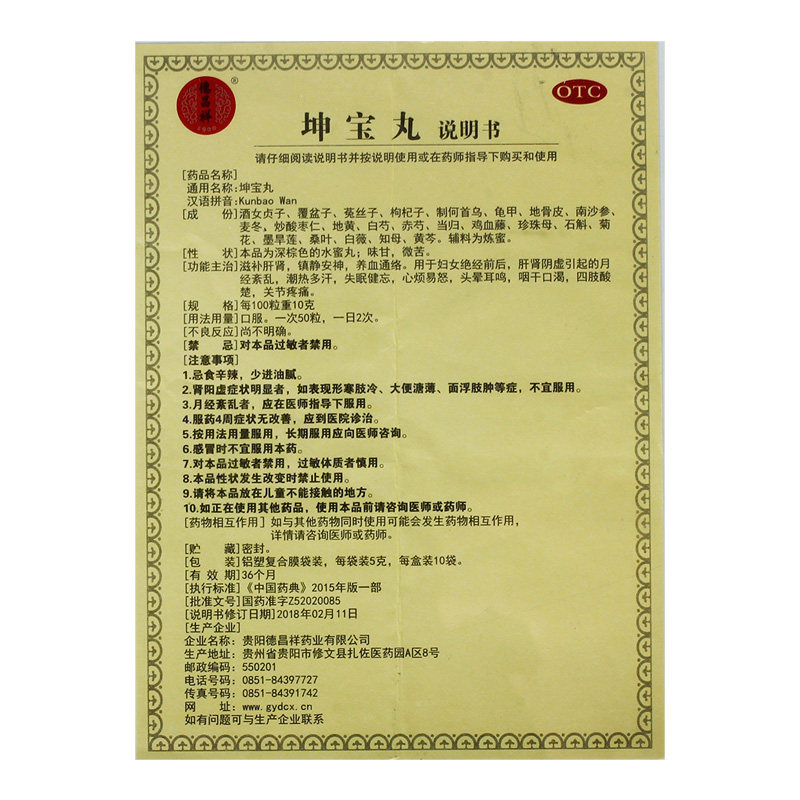 德昌祥
®
1900
OTC
坤宝丸 说明书
请仔细阅读说明书并按说明使用或在药师指导下购买和使用
[药品名称]
通用名称:坤宝丸
汉语拼音:Kunbao Wan
[成 份]酒女贞子、覆盆子、菟丝子、枸杞子、制何首乌、龟甲、地骨皮、南沙参、
麦冬，炒酸枣仁、地黄、白芍、赤芍、当归、鸡血藤、珍珠母、石斛、菊
花、墨旱莲、桑叶、白薇、知母、黄芩。辅料为炼蜜。
[性 状]本品为深棕色的水蜜丸；味甘，微苦。
[功能主治]滋补肝肾，镇静安神，养血通络。用于妇女绝经前后，肝肾阴虚引起的月
经紊乱，潮热多汗，失眠健忘，心烦易怒，头晕耳鸣，咽干口渴，四肢酸
楚，关节疼痛。
[规 格]每100粒重10克
[用法用量]口服。一次50粒，一日2次。
[不良反应]尚不明确。
[禁 忌]对本品过敏者禁用。
[注意事项]
1.忌食辛辣，少进油腻。
2.肾阳虚症状明显者，如表现形寒肢冷、大便溏薄、面浮肢肿等症，不宜服用。
3.月经紊乱者，应在医师指导下服用。
4.服药4周症状无改善，应到医院诊治。
5.按用法用量服用，长期服用应向医师咨询。
6.感冒时不宜服用本药。
7.对本品过敏者禁用，过敏体质者慎用。
8.本品性状发生改变时禁止使用。
9.请将本品放在儿童不能接触的地方。
10.如正在使用其他药品，使用本品前请咨询医师或药师。
[药物相互作用] 如与其他药物同时使用可能会发生药物相互作用，
详情请咨询医师或药师。
[贮 藏]密封。
[包 装]铝塑复合膜袋装，每袋装5克，每盒装10袋。
[有 效 期]36个月
[执行标准]《中国药典》2015年版一部
[批准文号]国药准字Z52020085
[说明书修订日期]2018年02月11日
[生产企业]
企业名称：贵阳德昌祥药业有限公司
生产地址：贵州省贵阳市修文县扎佐医药园A区8号
邮政编码：550201
电话号码：0851-84397727
传真号码：0851-84391742
网 址：www.gydcx.cn
如有问题可与生产企业联系